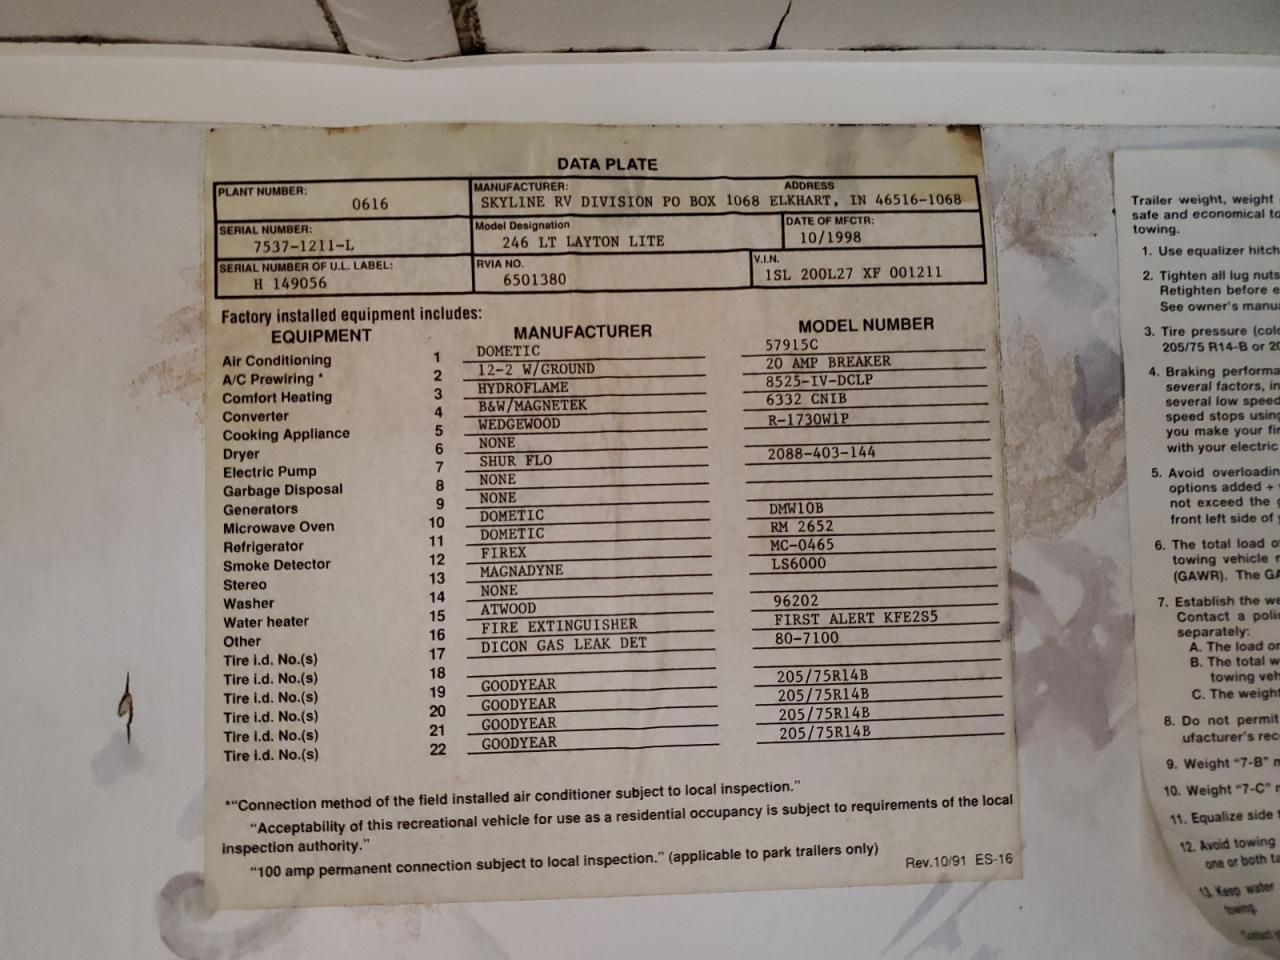 DATA PLATE
PLANT NUMBER: 0616
MANUFACTURER: ADDRESS
SKYLINE RV DIVISION PO BOX 1068 ELKHART, IN 46516-1068
SERIAL NUMBER: 7537-1211-L
Model Designation 246 LT LAYTON LITE
DATE OF MFCTR: 10/1998
SERIAL NUMBER OF U.L. LABEL: H 149056
RVIA NO. 6501380
V.I.N. 1SL 200L27 XF 001211
Factory installed equipment includes:
EQUIPMENT MANUFACTURER MODEL NUMBER
Air Conditioning 1 DOMETIC 57915C
A/C Prewiring * 2 12-2 W/GROUND 20 AMP BREAKER
Comfort Heating 3 HYDROFLAME 8525-IV-DCLP
Converter 4 B&W/MAGNETEK 6332 CNIB
Cooking Appliance 5 WEDGEWOOD R-1730W1P
Dryer 6 NONE
Electric Pump 7 SHUR FLO 2088-403-144
Garbage Disposal 8 NONE
Generators 9 NONE
Microwave Oven 10 DOMETIC DMW10B
Refrigerator 11 DOMETIC RM 2652
Smoke Detector 12 FIREX MC-0465
Stereo 13 MAGNADYNE LS6000
Washer 14 NONE
Water heater 15 ATWOOD 96202
Other 16 FIRE EXTINGUISHER FIRST ALERT KFE2S5
Tire i.d. No.(s) 17 DICON GAS LEAK DET 80-7100
Tire i.d. No.(s) 18
Tire i.d. No.(s) 19 GOODYEAR 205/75R14B
Tire i.d. No.(s) 20 GOODYEAR 205/75R14B
Tire i.d. No.(s) 21 GOODYEAR 205/75R14B
Tire i.d. No.(s) 22 GOODYEAR 205/75R14B
*"Connection method of the field installed air conditioner subject to local inspection."
"Acceptability of this recreational vehicle for use as a residential occupancy is subject to requirements of the local
inspection authority."
"100 amp permanent connection subject to local inspection." (applicable to park trailers only)
Rev.10/91 ES-16
Trailer weight, weight
safe and economical to
towing.
1. Use equalizer hitch
2. Tighten all lug nuts
Retighten before
See owner's
3. Tire pressure
205/75 R14-B or
4. Braking
several factors,
several low speed
speed stops using
you make your
with your electric
5. Avoid
options added +
not exceed the
front left side of
6. The total load
towing vehicle
(GAWR). The
7. Establish the
Contact a
separately:
A. The load
B. The total
towing
C. The
8. Do not permit
ufacturer's
9. Weight "7-B"
10. Weight "7-C"
11. Equalize side
12. Avoid towing
one or both
13. Keep water
towing.